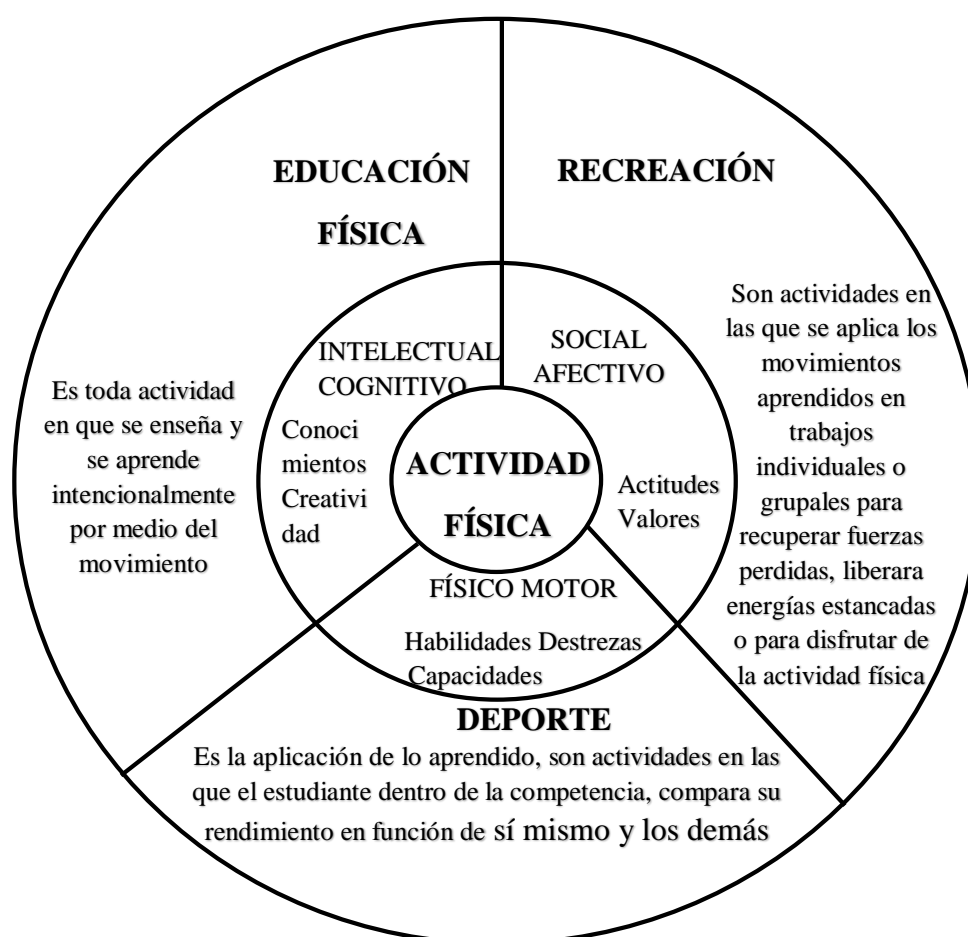 EDUCACIÓN
FÍSICA
Es toda actividad
en que se enseña y
se aprende
intencionalmente
por medio del
movimiento
RECREACIÓN
Son actividades en
las que se aplica los
movimientos
aprendidos en
trabajos
individuales o
grupales para
recuperar fuerzas
perdidas, liberara
energías estancadas
o para disfrutar de
la actividad física
INTELECTUAL
COGNITIVO
Conoci
mientos
Creativi
dad
SOCIAL
AFECTIVO
Actitudes
Valores
ACTIVIDAD
FÍSICA
FÍSICO MOTOR
Habilidades Destrezas
Capacidades
DEPORTE
Es la aplicación de lo aprendido, son actividades en las
que el estudiante dentro de la competencia, compara su
rendimiento en función de sí mismo y los demás